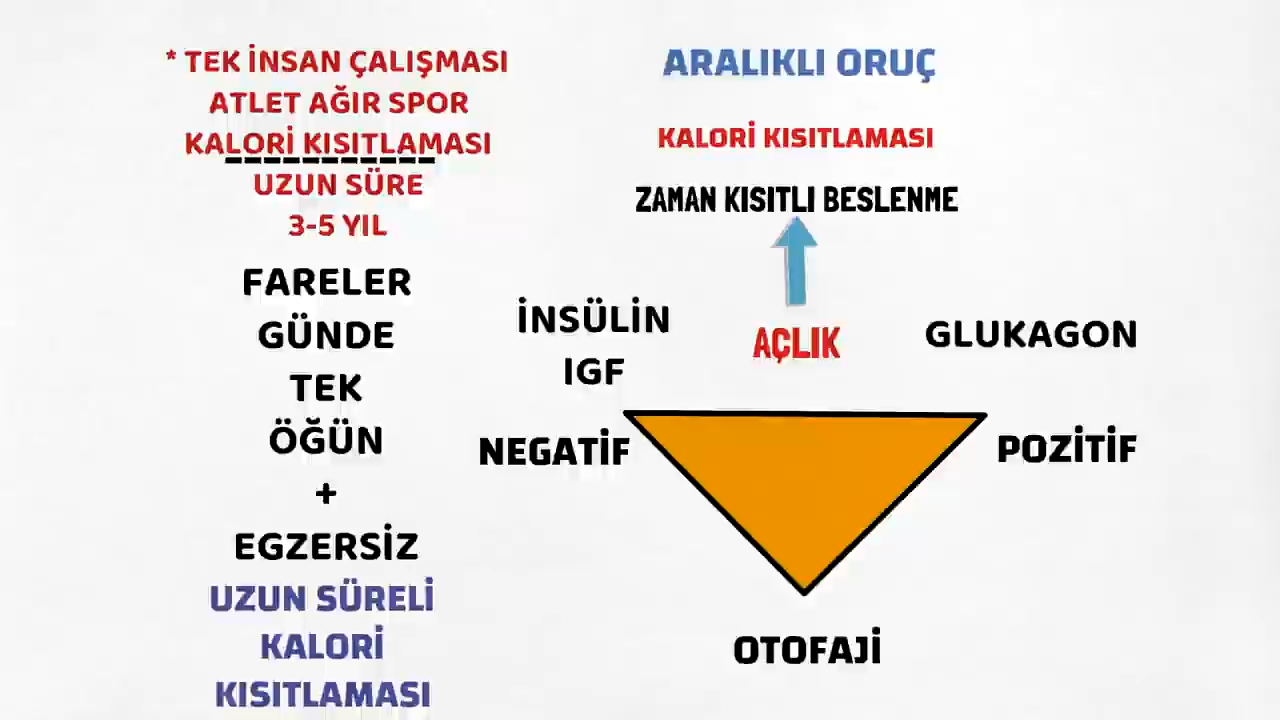 * TEK İNSAN ÇALIŞMASI
ATLET AĞIR SPOR
KALORİ KISITLAMASI
UZUN SÜRE
3-5 YIL
FARELER
GÜNDE
TEK
ÖĞÜN
+
EGZERSİZ
UZUN SÜRELİ
KALORİ
KISITLAMASI
ARALIKLI ORUÇ
KALORİ KISITLAMASI
ZAMAN KISITLI BESLENME
AÇLIK
İNSÜLİN
IGF
NEGATİF
GLUKAGON
POZİTİF
OTOFAJİ